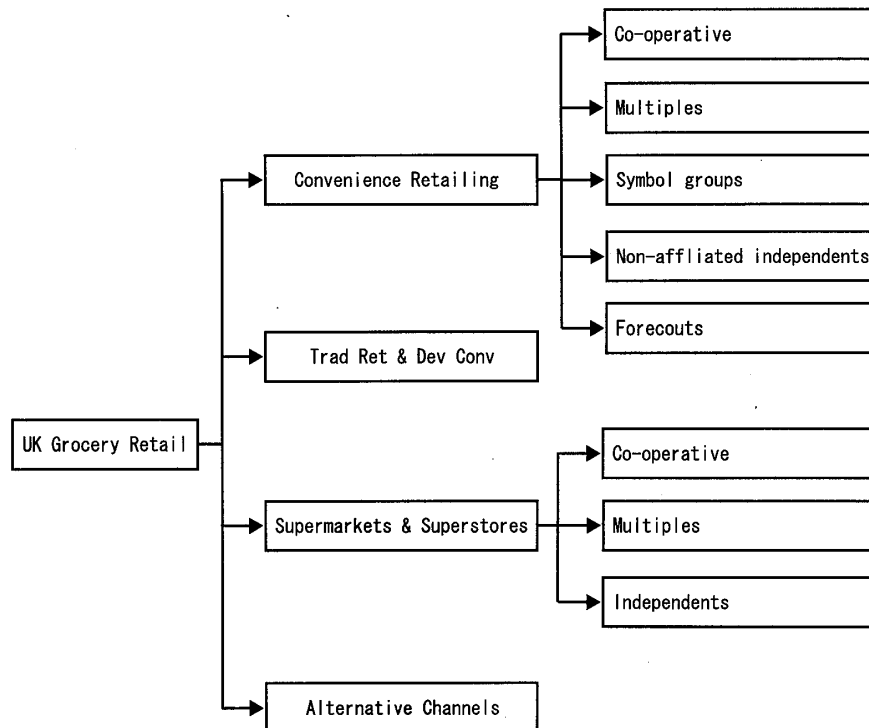 UK Grocery Retail
Convenience Retailing
Co-operative
Multiples
Symbol groups
Non-affliated independents
Forecouts
Trad Ret & Dev Conv
Supermarkets & Superstores
Co-operative
Multiples
Independents
Alternative Channels